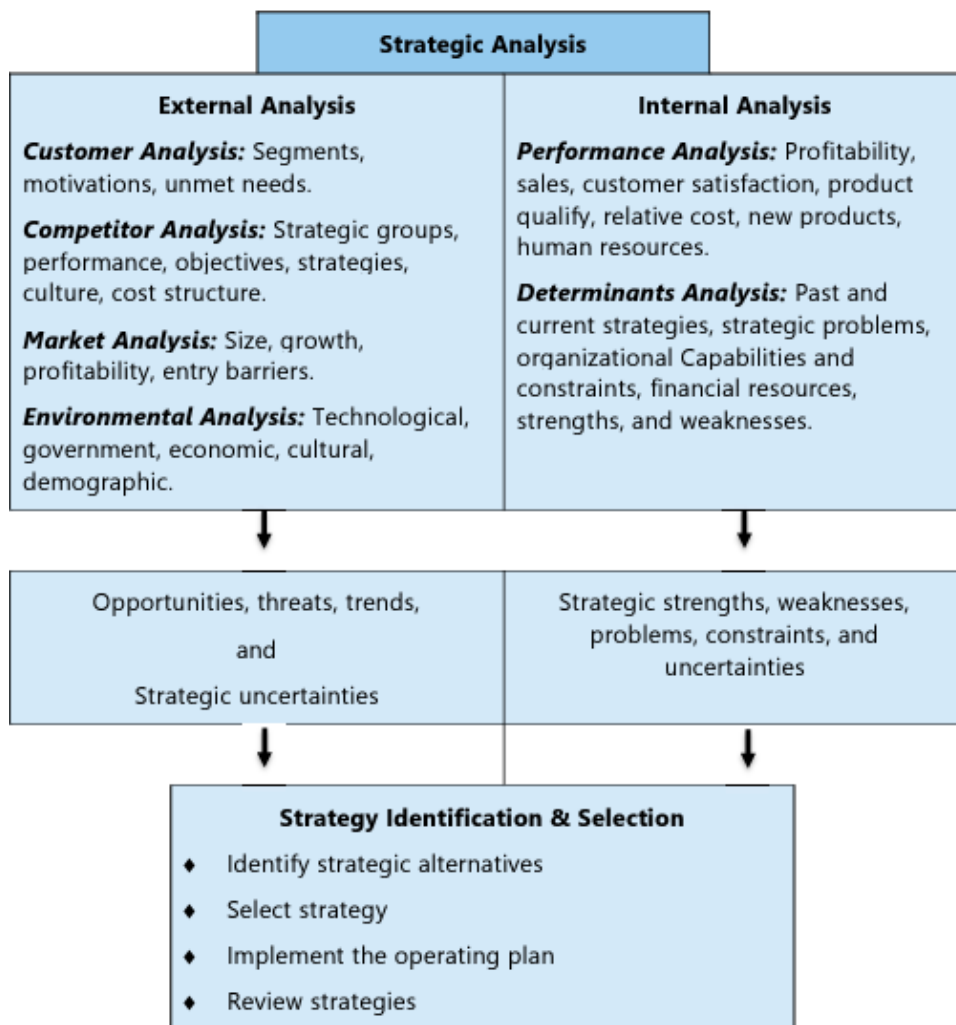 Strategic Analysis
External Analysis
Customer Analysis: Segments,
motivations, unmet needs.
Competitor Analysis: Strategic groups,
performance, objectives, strategies,
culture, cost structure.
Market Analysis: Size, growth,
profitability, entry barriers.
Environmental Analysis: Technological,
government, economic, cultural,
demographic.
Internal Analysis
Performance Analysis: Profitability,
sales, customer satisfaction, product
qualify, relative cost, new products,
human resources.
Determinants Analysis: Past and
current strategies, strategic problems,
organizational Capabilities and
constraints, financial resources,
strengths, and weaknesses.
Opportunities, threats, trends,
and
Strategic uncertainties
Strategic strengths, weaknesses,
problems, constraints, and
uncertainties
Strategy Identification & Selection
♦ Identify strategic alternatives
♦ Select strategy
♦ Implement the operating plan
♦ Review strategies